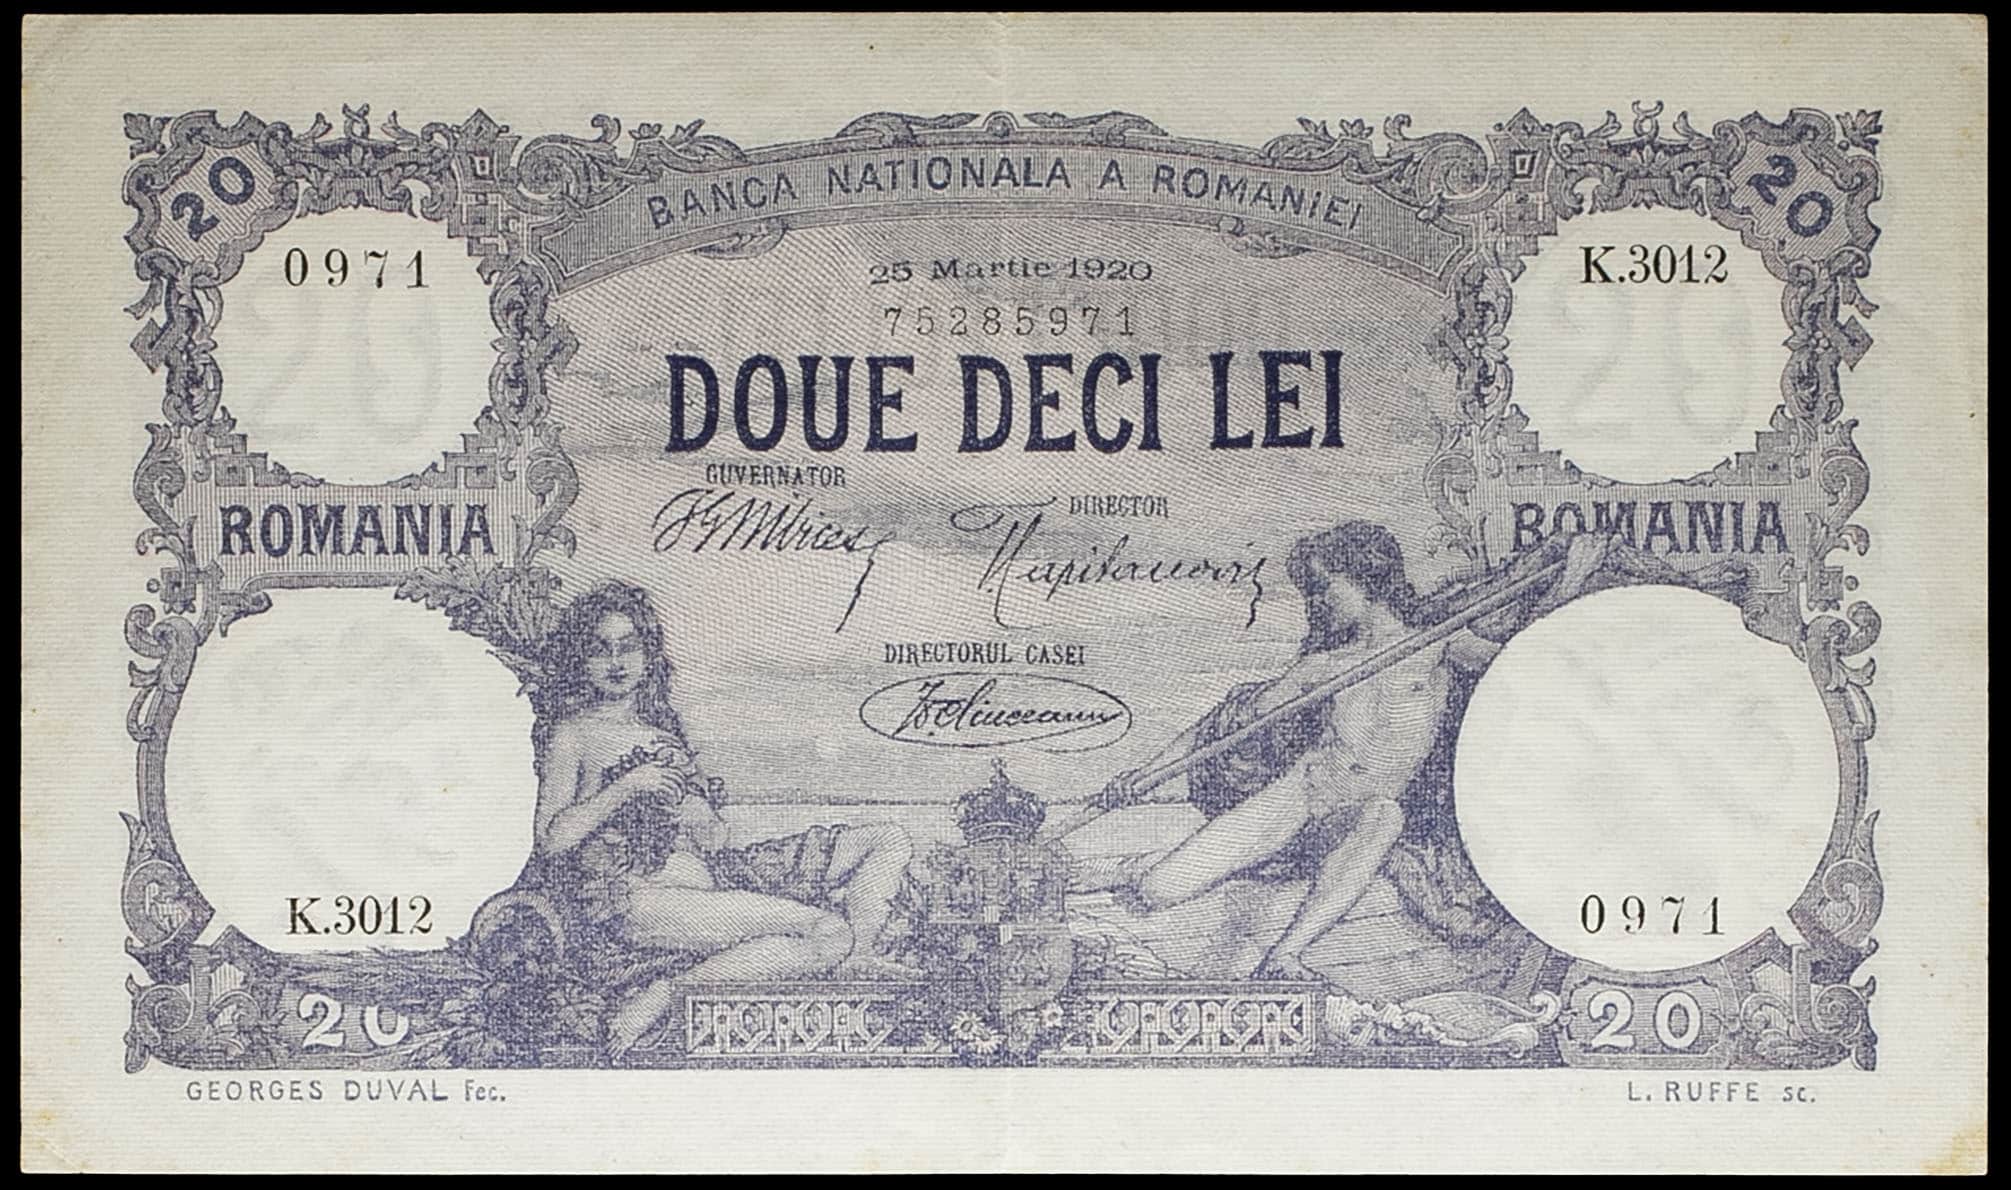 20
20
BANCA NATIONALA A ROMANIEI
0971
K.3012
25 Martie 1920
75285971
DOUE DECI LEI
GUVERNATOR
DIRECTOR
ROMANIA
ROMANIA
DIRECTORUL CASEI
K.3012
0971
20
20
GEORGES DUVAL Fec.
L. RUFFE sc.